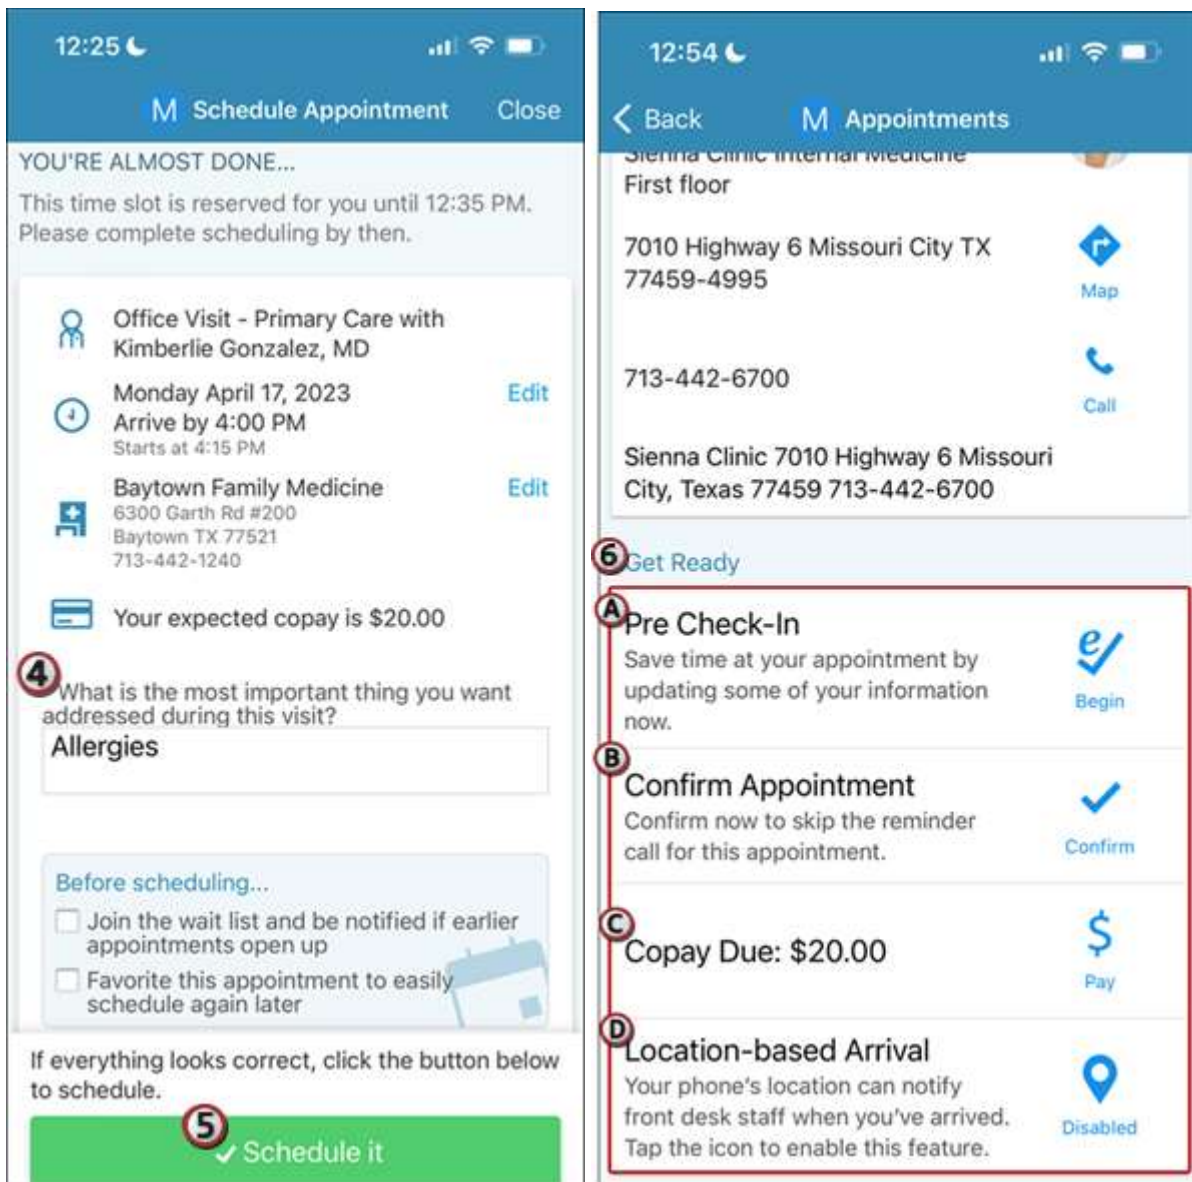 12:25
M Schedule Appointment Close
YOU'RE ALMOST DONE...
This time slot is reserved for you until 12:35 PM.
Please complete scheduling by then.
Office Visit - Primary Care with
Kimberlie Gonzalez, MD
Monday April 17, 2023 Edit
Arrive by 4:00 PM
Starts at 4:15 PM
Baytown Family Medicine Edit
6300 Garth Rd #200
Baytown TX 77521
713-442-1240
Your expected copay is $20.00
4
What is the most important thing you want
addressed during this visit?
Allergies
Before scheduling...
Join the wait list and be notified if earlier
appointments open up
Favorite this appointment to easily
schedule again later
If everything looks correct, click the button below
to schedule.
5
Schedule it
12:54
Back M Appointments
Sienna Clinic Internal Medicine
First floor
7010 Highway 6 Missouri City TX
77459-4995
Map
713-442-6700
Call
Sienna Clinic 7010 Highway 6 Missouri
City, Texas 77459 713-442-6700
6
Get Ready
A
Pre Check-In
Save time at your appointment by
updating some of your information
now.
e
Begin
B
Confirm Appointment
Confirm now to skip the reminder
call for this appointment.
Confirm
C
Copay Due: $20.00
$
Pay
D
Location-based Arrival
Your phone's location can notify
front desk staff when you've arrived.
Tap the icon to enable this feature.
Disabled